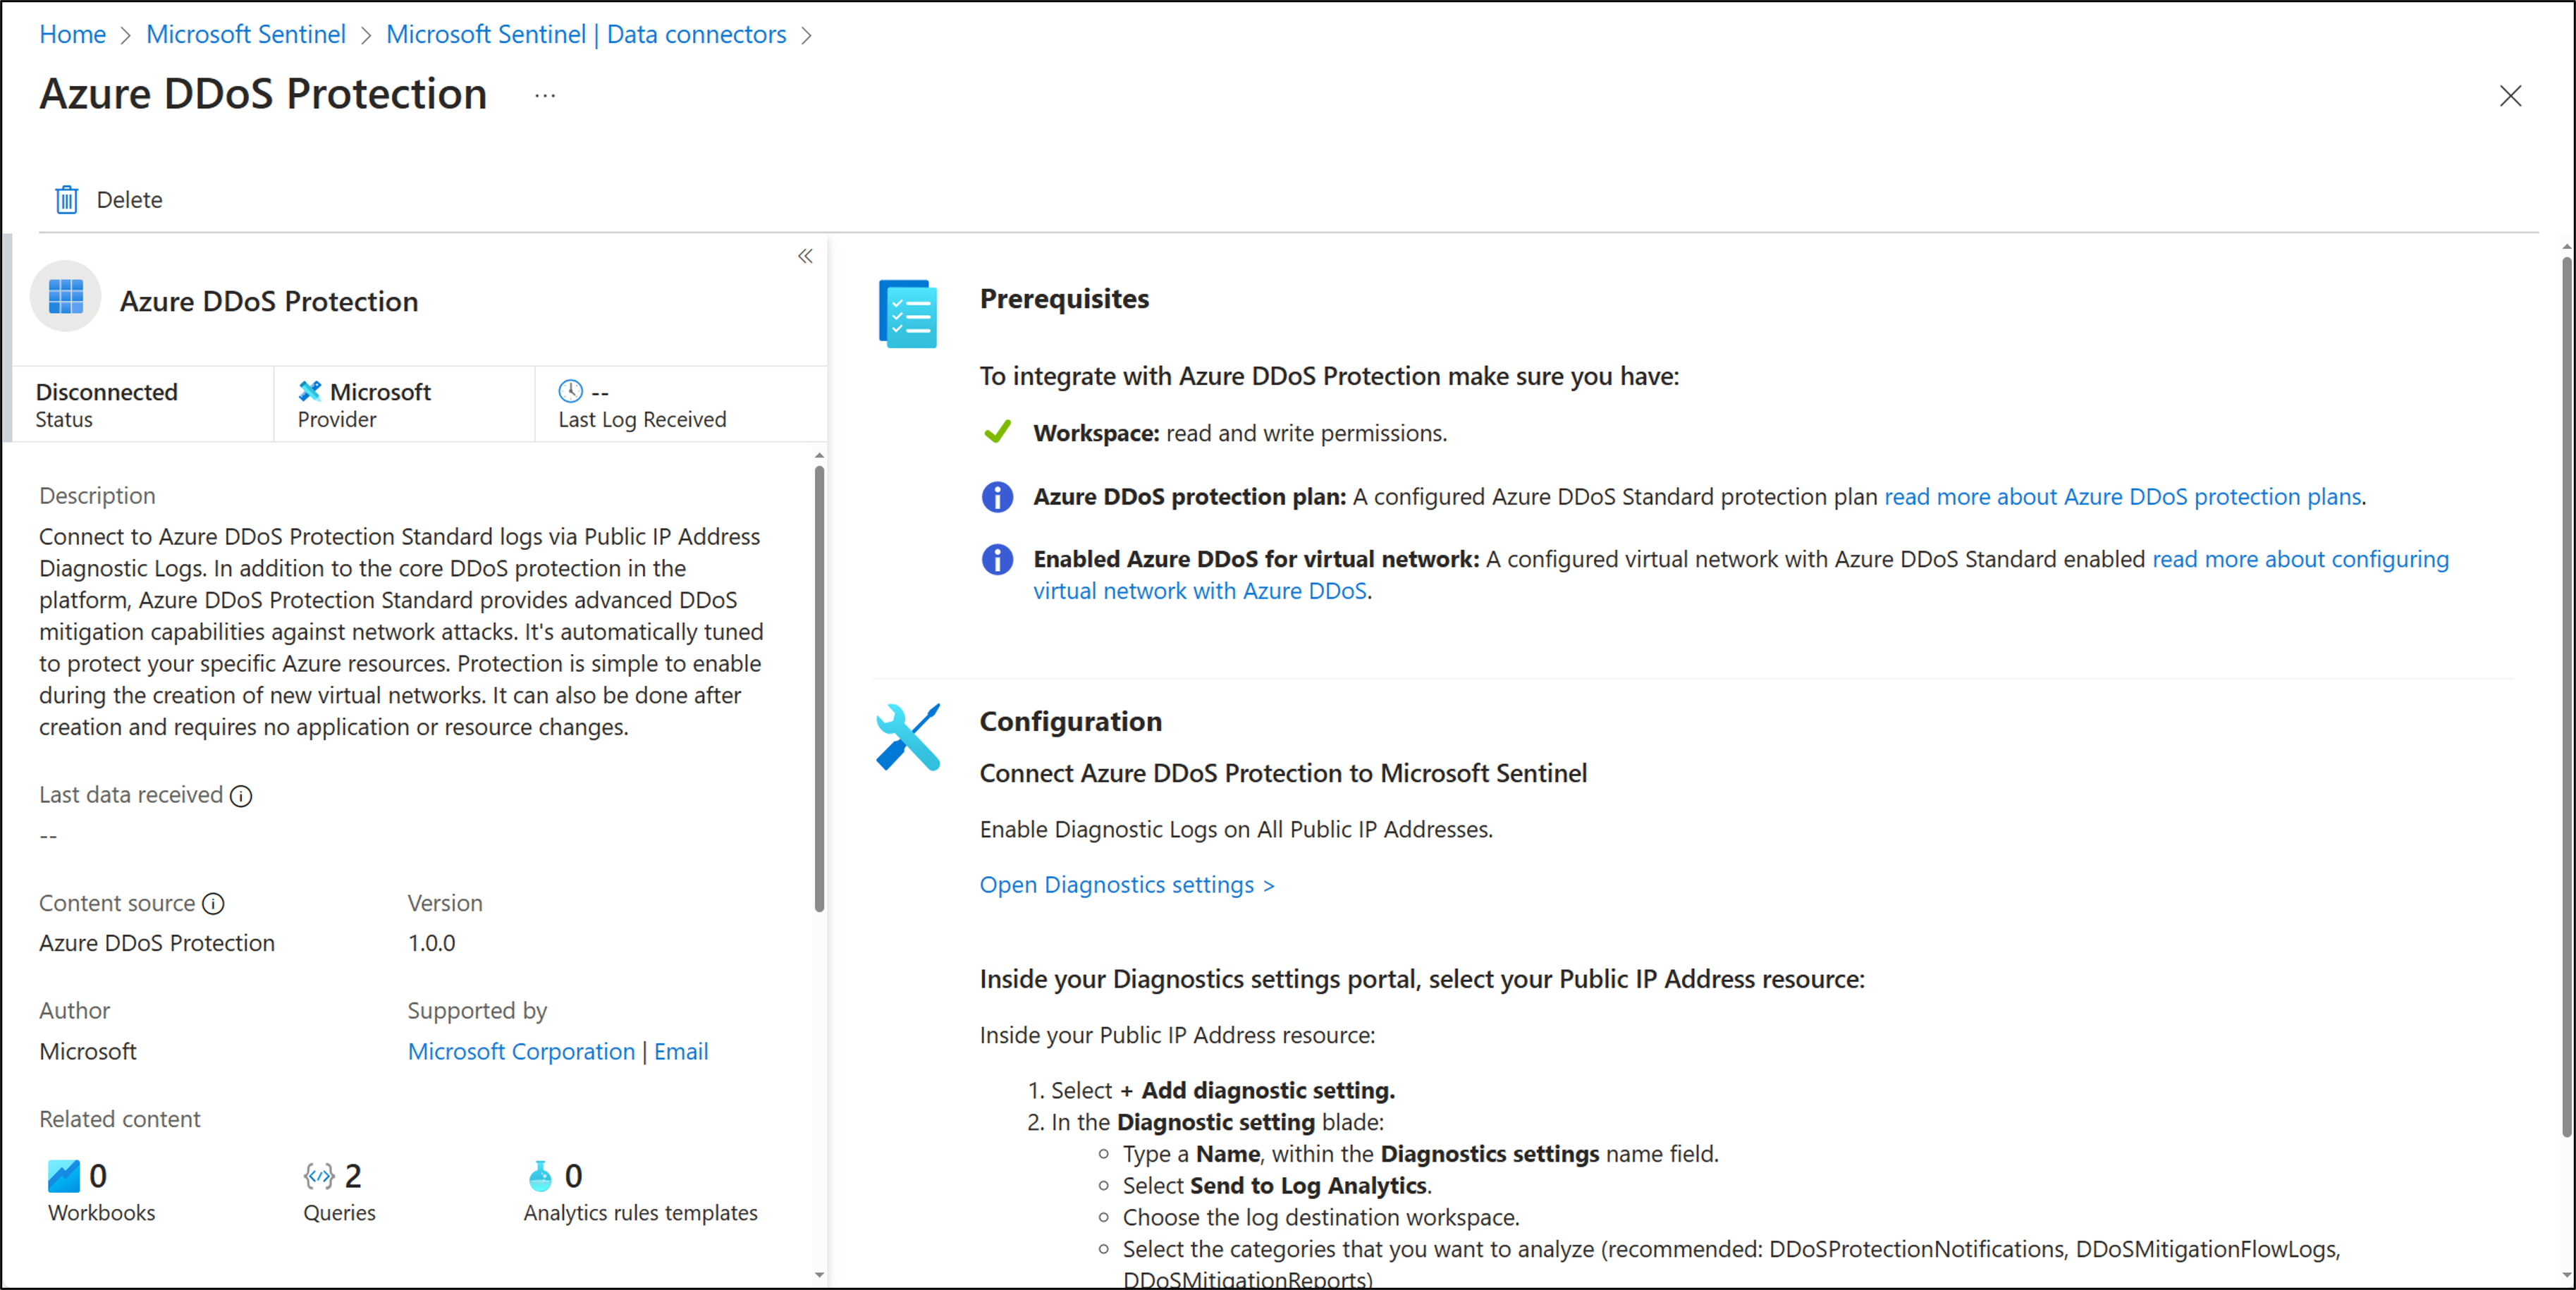 Home > Microsoft Sentinel > Microsoft Sentinel | Data connectors >
Azure DDoS Protection ...
Delete
Azure DDoS Protection
Disconnected
Status
Microsoft
Provider
--
Last Log Received
Description
Connect to Azure DDoS Protection Standard logs via Public IP Address
Diagnostic Logs. In addition to the core DDoS protection in the
platform, Azure DDoS Protection Standard provides advanced DDoS
mitigation capabilities against network attacks. It's automatically tuned
to protect your specific Azure resources. Protection is simple to enable
during the creation of new virtual networks. It can also be done after
creation and requires no application or resource changes.
Last data received
--
Content source
Azure DDoS Protection
Version
1.0.0
Author
Microsoft
Supported by
Microsoft Corporation | Email
Related content
0
Workbooks
2
Queries
0
Analytics rules templates
Prerequisites
To integrate with Azure DDoS Protection make sure you have:
Workspace: read and write permissions.
Azure DDoS protection plan: A configured Azure DDoS Standard protection plan read more about Azure DDoS protection plans.
Enabled Azure DDoS for virtual network: A configured virtual network with Azure DDoS Standard enabled read more about configuring
virtual network with Azure DDoS.
Configuration
Connect Azure DDoS Protection to Microsoft Sentinel
Enable Diagnostic Logs on All Public IP Addresses.
Open Diagnostics settings >
Inside your Diagnostics settings portal, select your Public IP Address resource:
Inside your Public IP Address resource:
1. Select + Add diagnostic setting.
2. In the Diagnostic setting blade:
Type a Name, within the Diagnostics settings name field.
Select Send to Log Analytics.
Choose the log destination workspace.
Select the categories that you want to analyze (recommended: DDoSProtectionNotifications, DDoSMitigationFlowLogs,
DDoSMitigationReports)